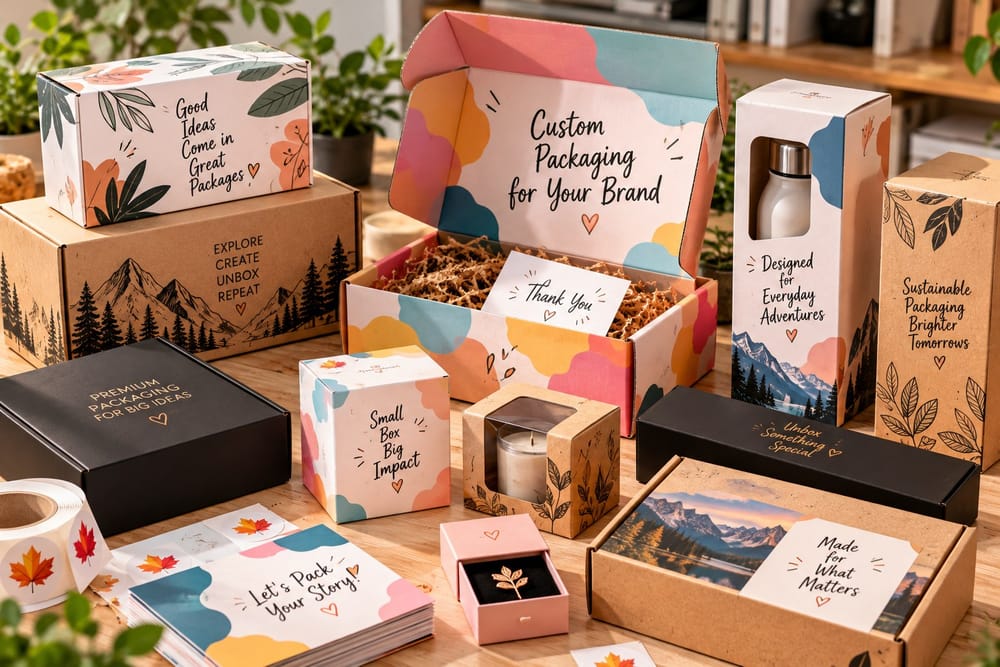 Good
Ideas
Come in
Great
Packages
EXPLORE
CREATE
UNBOX
REPEAT
Custom
Packaging
for Your Brand
Thank You
Designed
for
Everyday
Adventures
Sustainable
Packaging
Brighter
Tomorrows
PREMIUM
PACKAGING
FOR BIG IDEAS
Small
Box
Big
Impact
Unbox
Something
Special
Let's Pack
Your Story!
Made
for
What
Matters